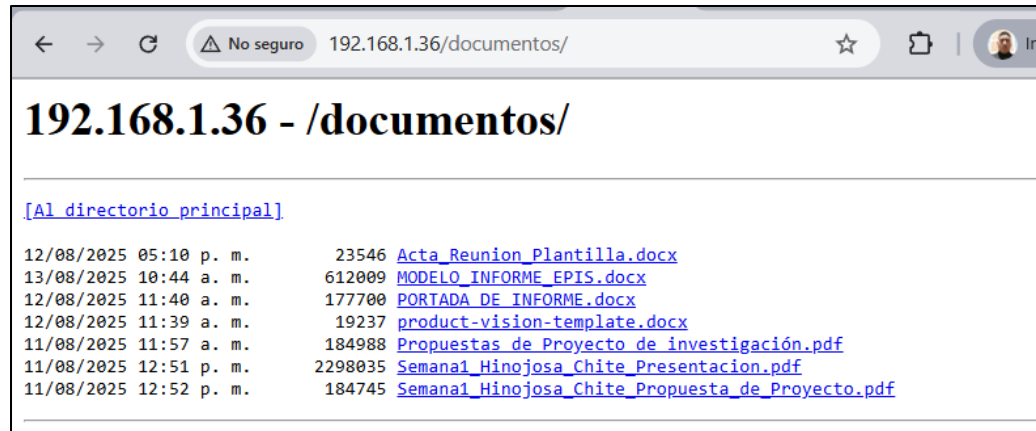 No seguro 192.168.1.36/documentos/
192.168.1.36 - /documentos/
[Al directorio principal]
12/08/2025 05:10 p. m. 23546 Acta_Reunion_Plantilla.docx
13/08/2025 10:44 a. m. 612009 MODELO_INFORME_EPIS.docx
12/08/2025 11:40 a. m. 177700 PORTADA DE INFORME.docx
12/08/2025 11:39 a. m. 19237 product-vision-template.docx
11/08/2025 11:57 a. m. 184988 Propuestas de Proyecto de investigación.pdf
11/08/2025 12:51 p. m. 2298035 Semana1_Hinojosa_Chite_Presentacion.pdf
11/08/2025 12:52 p. m. 184745 Semana1_Hinojosa_Chite_Propuesta_de_Proyecto.pdf